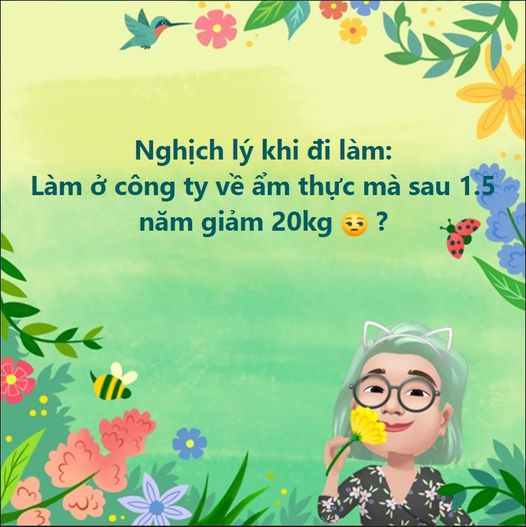 Nghịch lý khi đi làm:
Làm ở công ty về ẩm thực mà sau 1.5
năm giảm 20kg 😒 ?